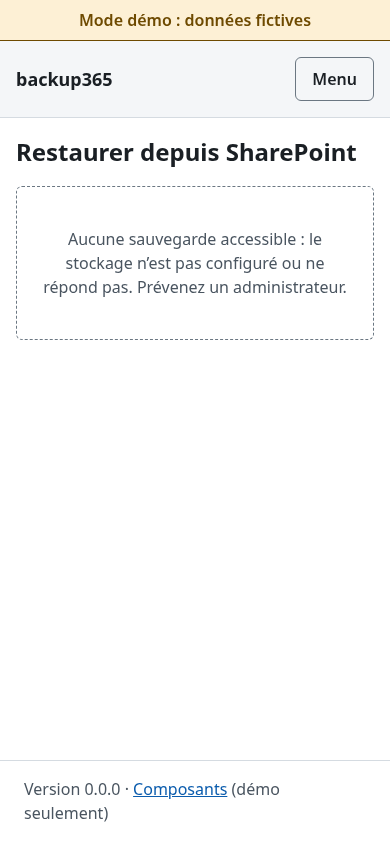 Mode démo : données fictives
backup365
Menu
Restaurer depuis SharePoint
Aucune sauvegarde accessible : le
stockage n’est pas configuré ou ne
répond pas. Prévenez un administrateur.
Version 0.0.0 · Composants (démo
seulement)